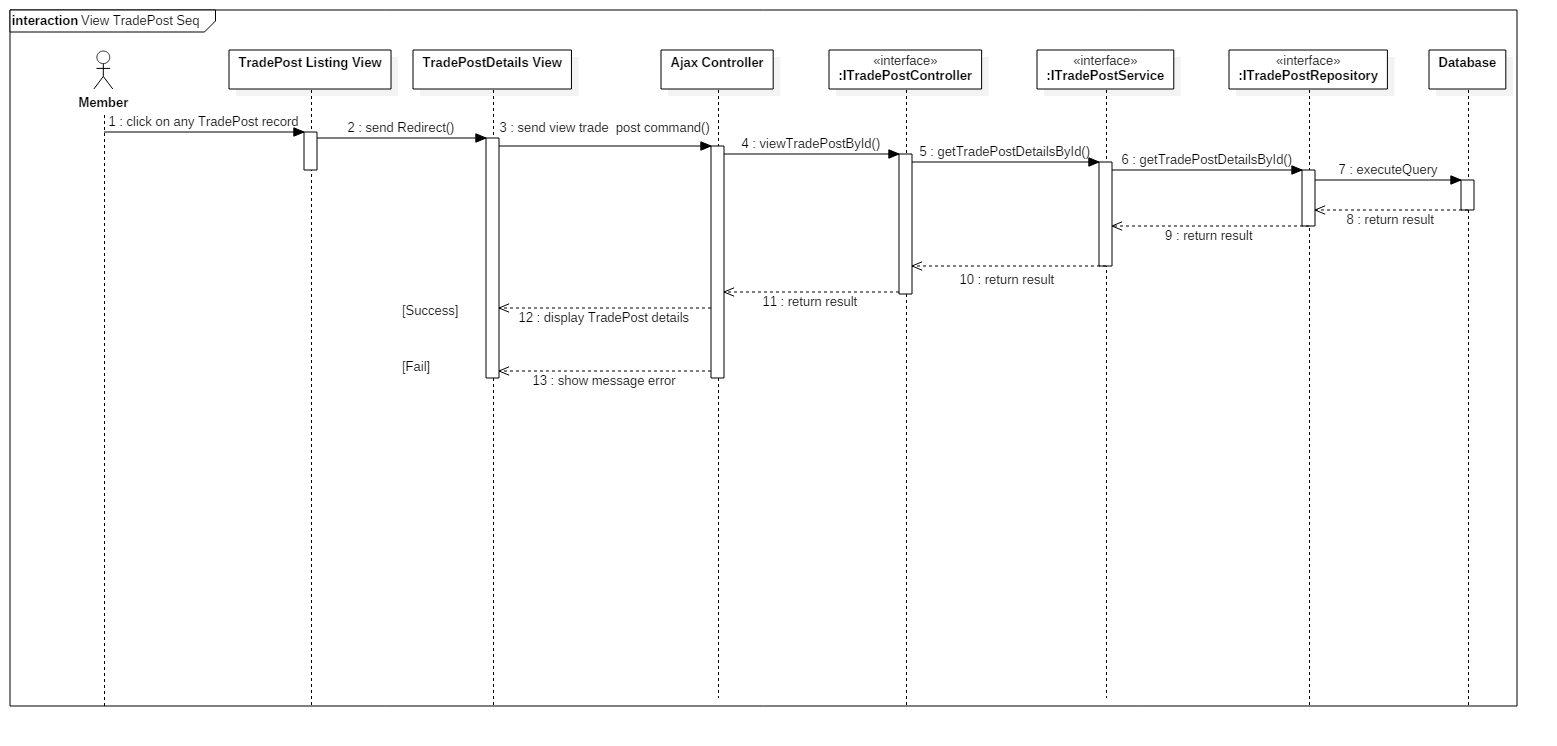 interaction View TradePost Seq
Member
TradePost Listing View
TradePostDetails View
Ajax Controller
«interface»
:ITradePostController
«interface»
:ITradePostService
«interface»
:ITradePostRepository
Database
1 : click on any TradePost record
2 : send Redirect()
3 : send view trade  post command()
4 : viewTradePostById()
5 : getTradePostDetailsById()
6 : getTradePostDetailsById()
7 : executeQuery
8 : return result
9 : return result
10 : return result
11 : return result
[Success]
12 : display TradePost details
[Fail]
13 : show message error